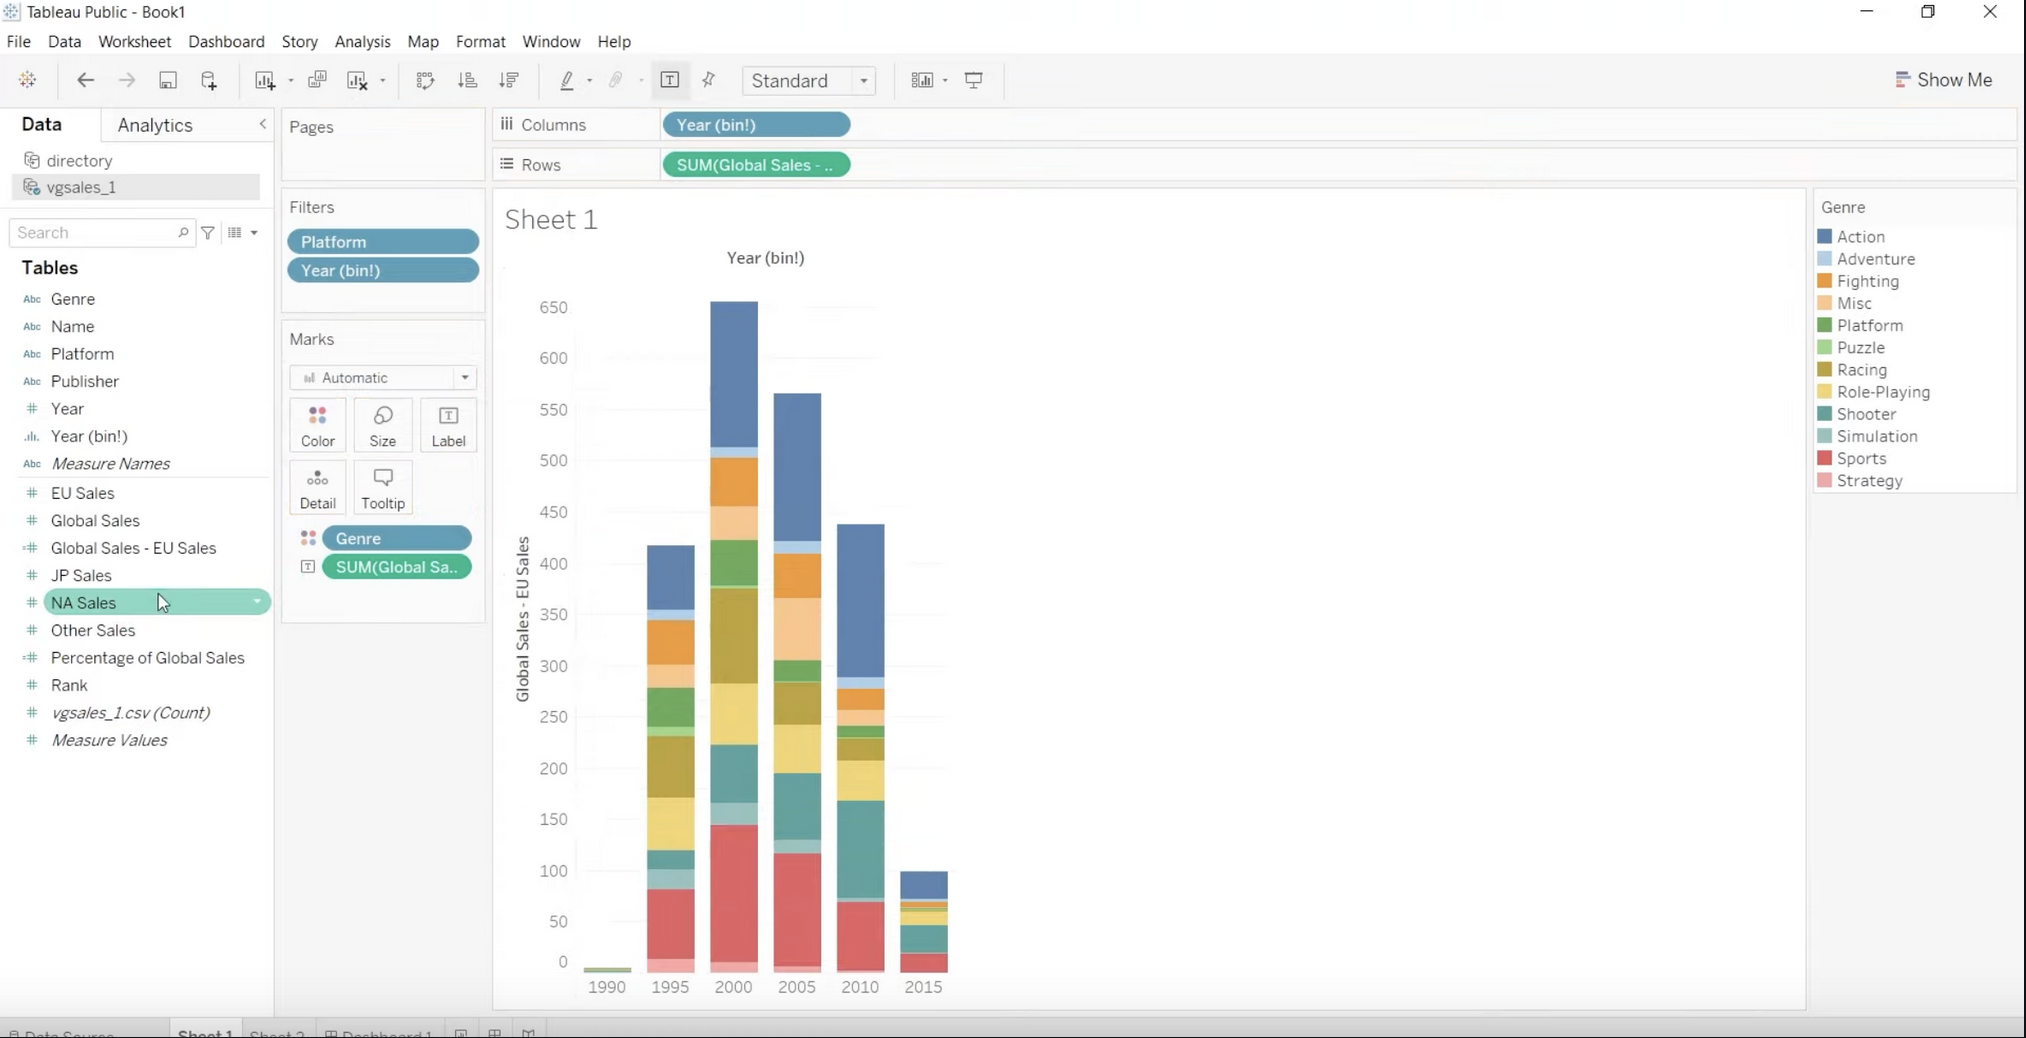 Tableau Public - Book1
File Data Worksheet Dashboard Story Analysis Map Format Window Help
Standard
Show Me
Data Analytics
directory
vgsales_1
Search
Tables
Abc Genre
Abc Name
Abc Platform
Abc Publisher
# Year
Year (bin!)
Abc Measure Names
# EU Sales
# Global Sales
=# Global Sales - EU Sales
# JP Sales
# NA Sales
# Other Sales
=# Percentage of Global Sales
# Rank
# vgsales_1.csv (Count)
# Measure Values
Pages
Filters
Platform
Year (bin!)
Marks
Automatic
Color Size Label
Detail Tooltip
Genre
SUM(Global Sa..
Columns Year (bin!)
Rows SUM(Global Sales - ..
Sheet 1
Year (bin!)
Global Sales - EU Sales
650
600
550
500
450
400
350
300
250
200
150
100
50
0
1990 1995 2000 2005 2010 2015
Genre
Action
Adventure
Fighting
Misc
Platform
Puzzle
Racing
Role-Playing
Shooter
Simulation
Sports
Strategy
Data Source Sheet 1 Sheet 2 Dashboard 1